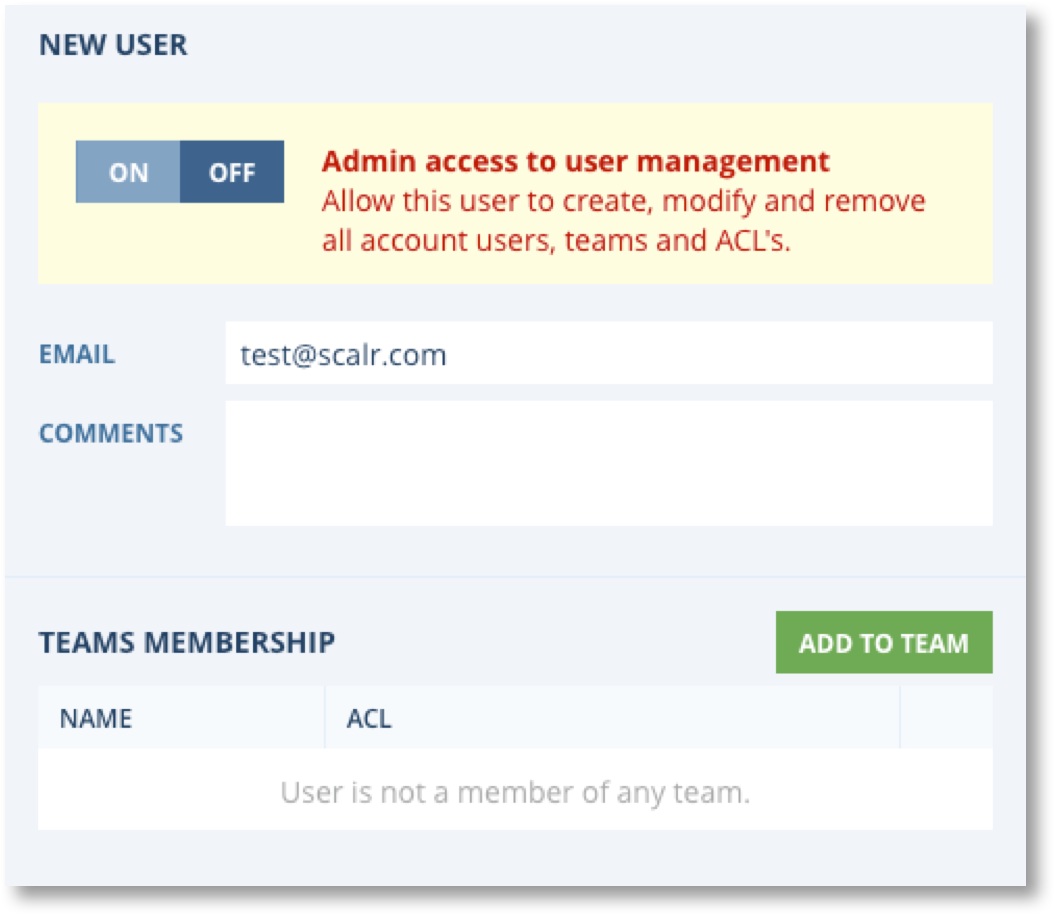 NEW USER
ON OFF
Admin access to user management
Allow this user to create, modify and remove
all account users, teams and ACL's.
EMAIL test@scalr.com
COMMENTS
TEAMS MEMBERSHIP ADD TO TEAM
NAME ACL
User is not a member of any team.